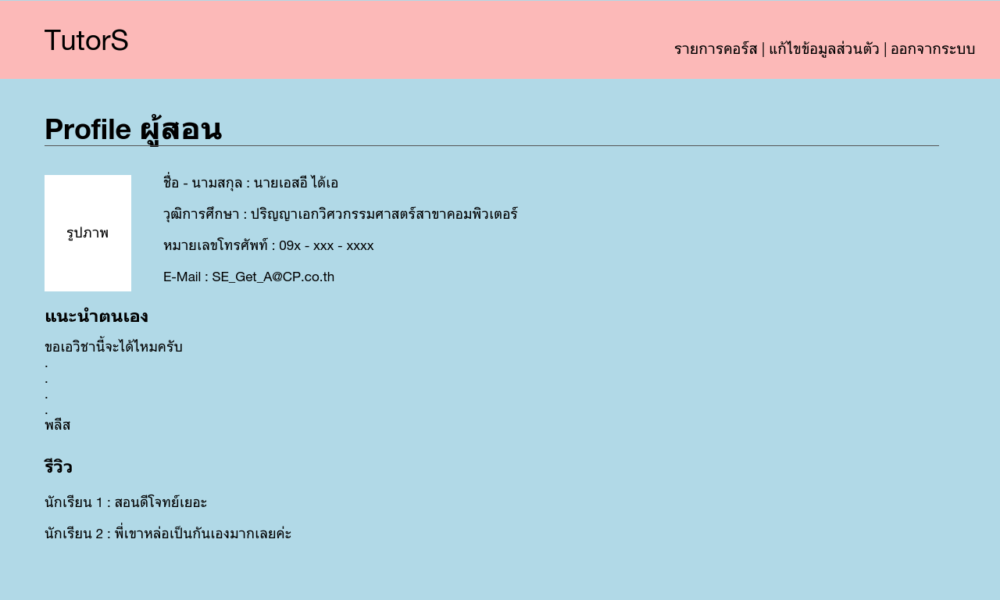 TutorS
รายการคอร์ส | แก้ไขข้อมูลส่วนตัว | ออกจากระบบ
Profile ผู้สอน
รูปภาพ
ชื่อ - นามสกุล : นายเอสอี ได้เอ
วุฒิการศึกษา : ปริญญาเอกวิศวกรรมศาสตร์สาขาคอมพิวเตอร์
หมายเลขโทรศัพท์ : 09x - xxx - xxxx
E-Mail : SE_Get_A@CP.co.th
แนะนำตนเอง
ขอเอวิชานี้จะได้ไหมครับ
.
.
.
.
พลีส
รีวิว
นักเรียน 1 : สอนดีโจทย์เยอะ
นักเรียน 2 : พี่เขาหล่อเป็นกันเองมากเลยค่ะ